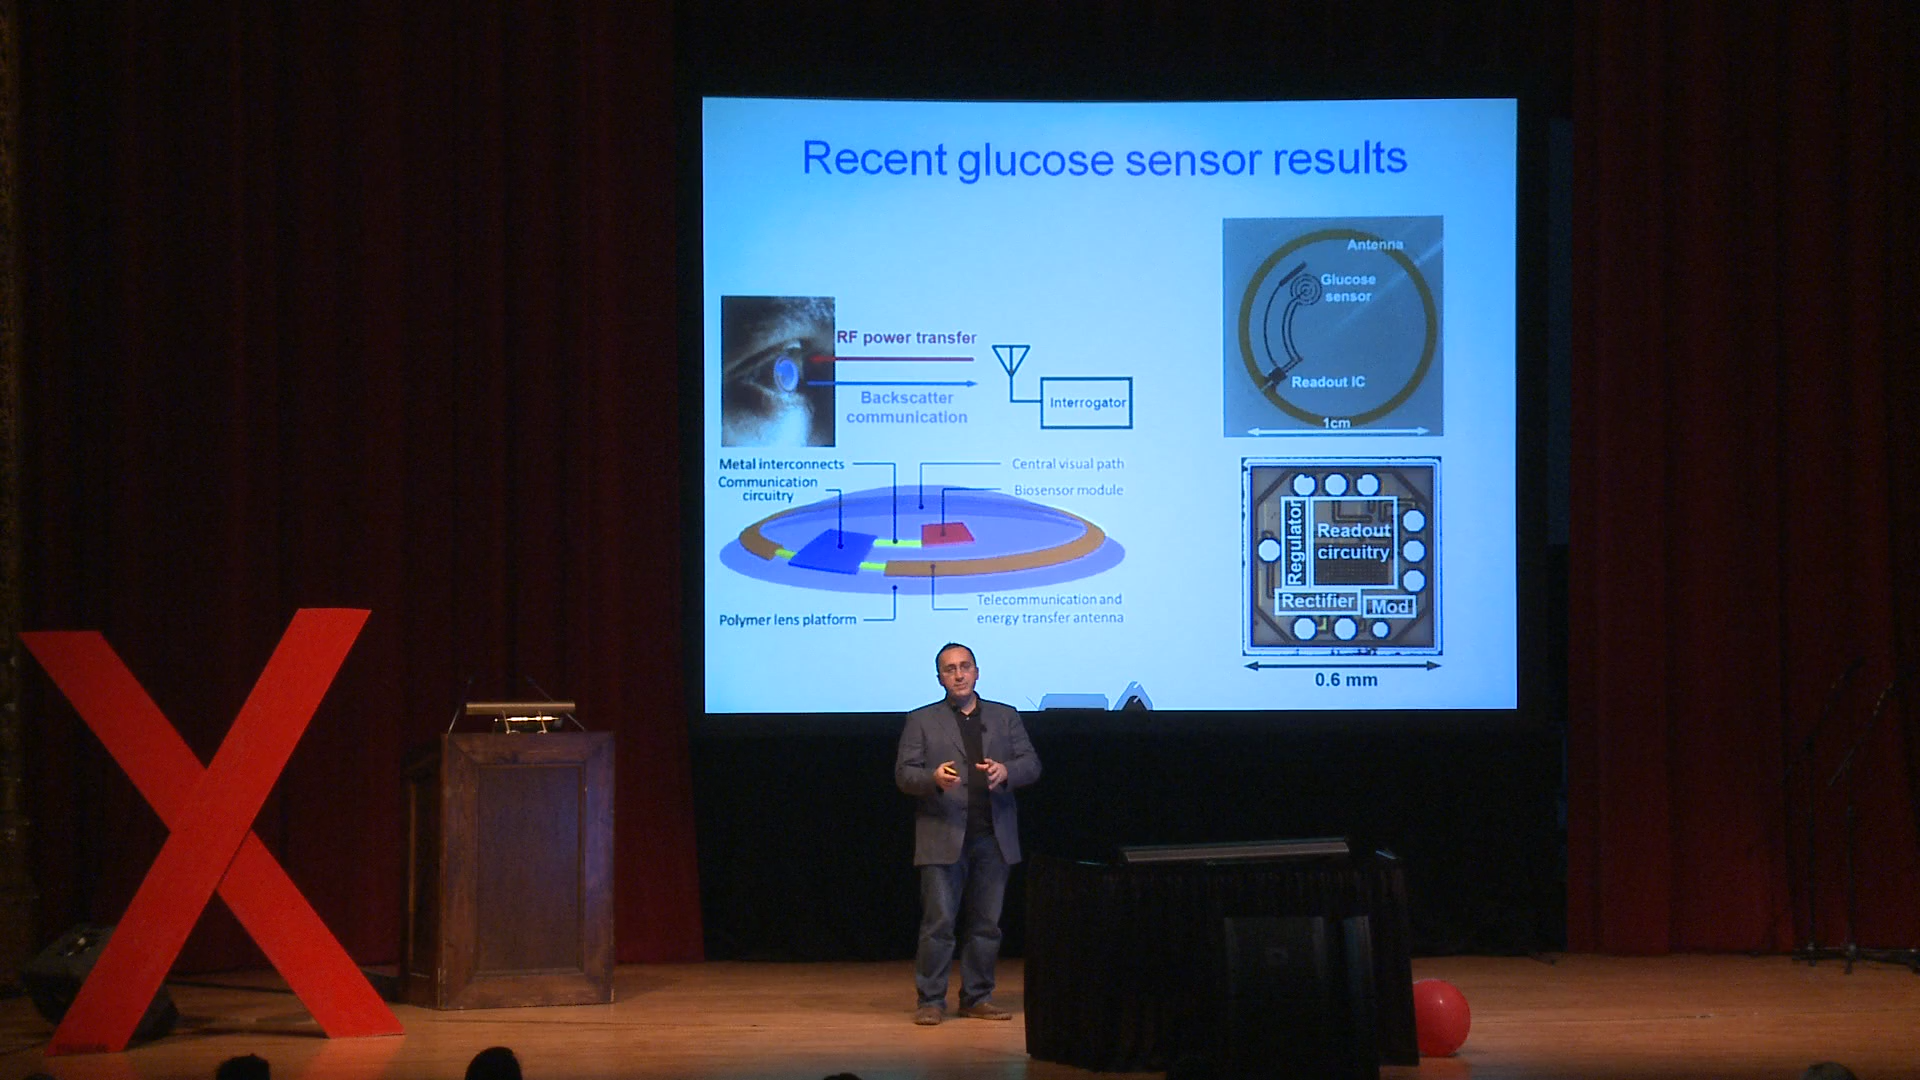 Recent glucose sensor results
RF power transfer
Backscatter
communication
Interrogator
Metal interconnects
Communication
circuitry
Central visual path
Biosensor module
Polymer lens platform
Telecommunication and
energy transfer antenna
Antenna
Glucose
sensor
Readout IC
1cm
Regulator
Readout
circuitry
Rectifier
Mod
0.6 mm
X